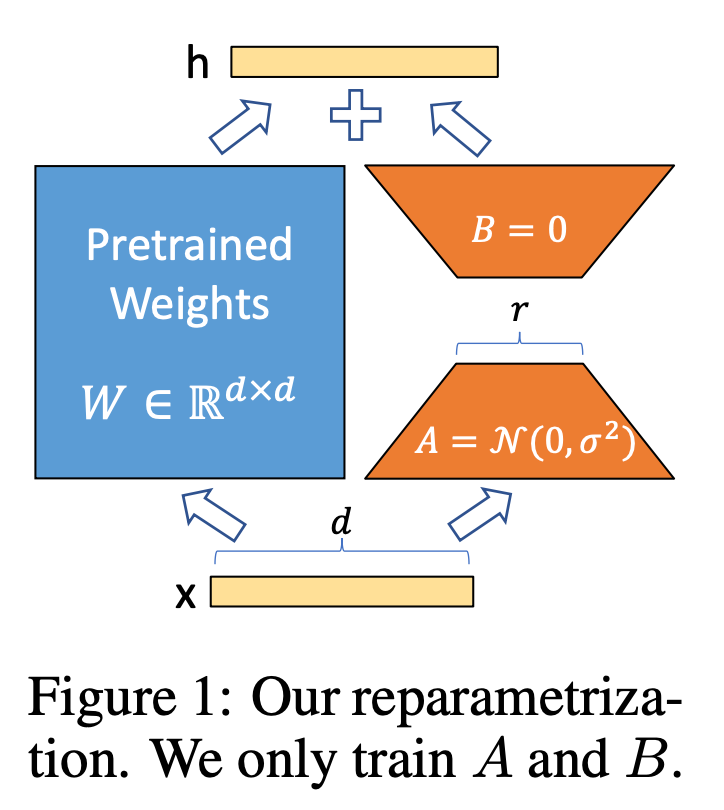 h
Pretrained
Weights
W ∈ ℝ^{d×d}
B = 0
r
A = 𝒩(0, σ²)
d
x
Figure 1: Our reparametriza-
tion. We only train A and B.